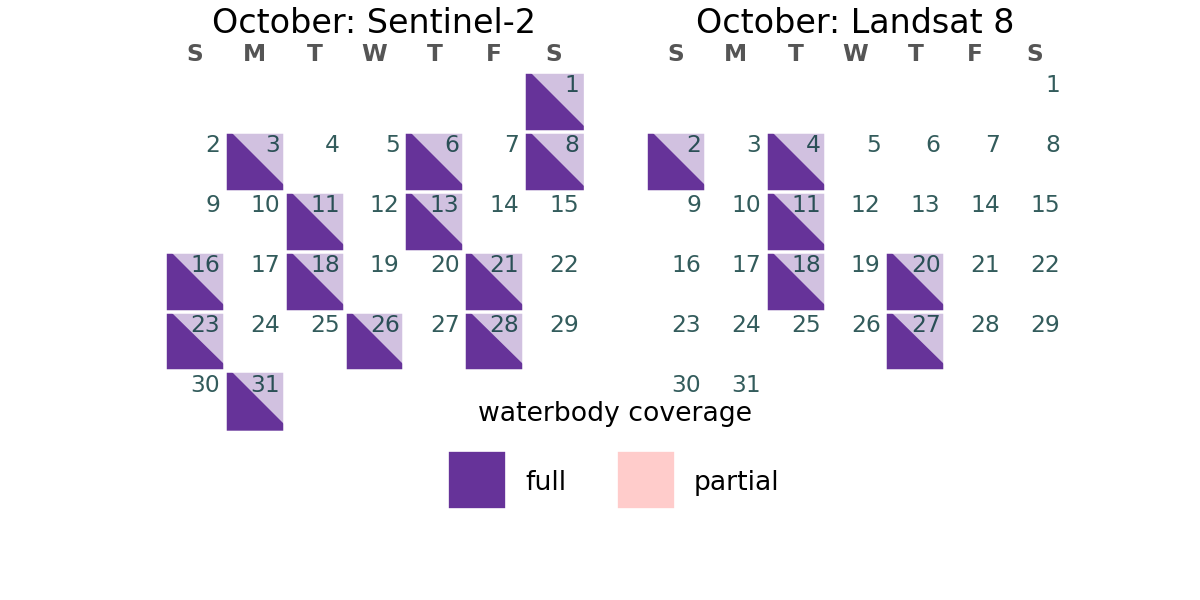 October: Sentinel-2
S M T W T F S
1
2 3 4 5 6 7 8
9 10 11 12 13 14 15
16 17 18 19 20 21 22
23 24 25 26 27 28 29
30 31
October: Landsat 8
S M T W T F S
1
2 3 4 5 6 7 8
9 10 11 12 13 14 15
16 17 18 19 20 21 22
23 24 25 26 27 28 29
30 31
waterbody coverage
full partial